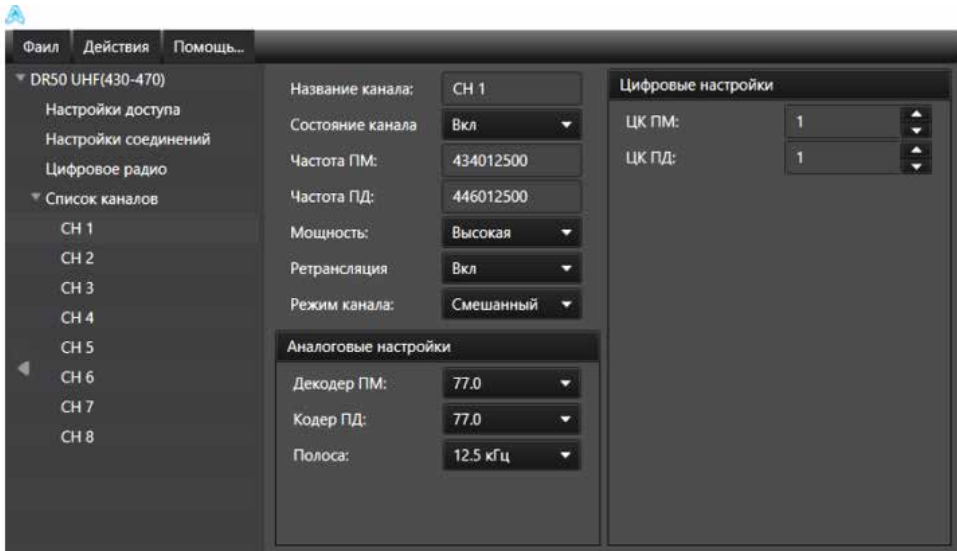 Фаил Действия Помощь...
DR50 UHF(430-470)
Настройки доступа
Настройки соединений
Цифровое радио
Список каналов
CH 1
CH 2
CH 3
CH 4
CH 5
CH 6
CH 7
CH 8
Название канала: CH 1
Состояние канала Вкл
Частота ПМ: 434012500
Частота ПД: 446012500
Мощность: Высокая
Ретрансляция Вкл
Режим канала: Смешанный
Аналоговые настройки
Декодер ПМ: 77.0
Кодер ПД: 77.0
Полоса: 12.5 кГц
Цифровые настройки
ЦК ПМ: 1
ЦК ПД: 1